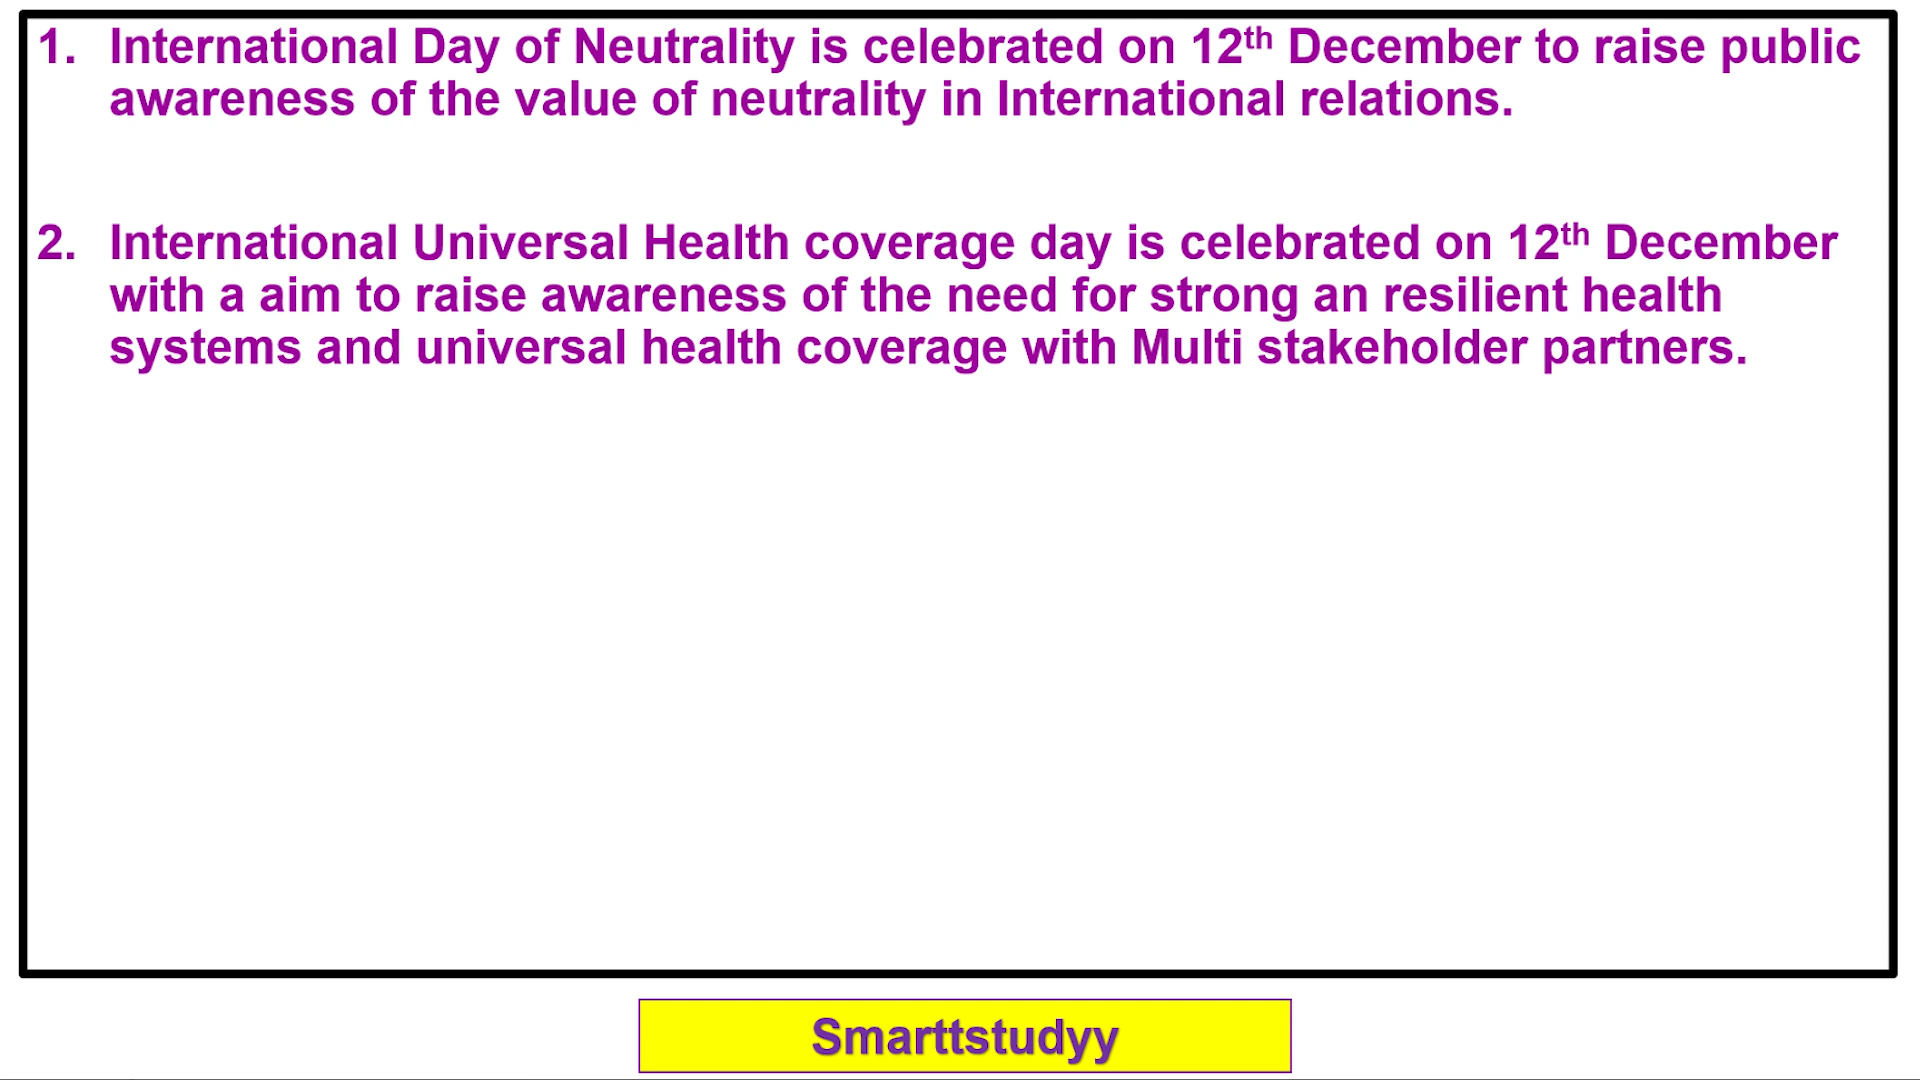 1. International Day of Neutrality is celebrated on 12th December to raise public
awareness of the value of neutrality in International relations.
2. International Universal Health coverage day is celebrated on 12th December
with a aim to raise awareness of the need for strong an resilient health
systems and universal health coverage with Multi stakeholder partners.
Smarttstudyy